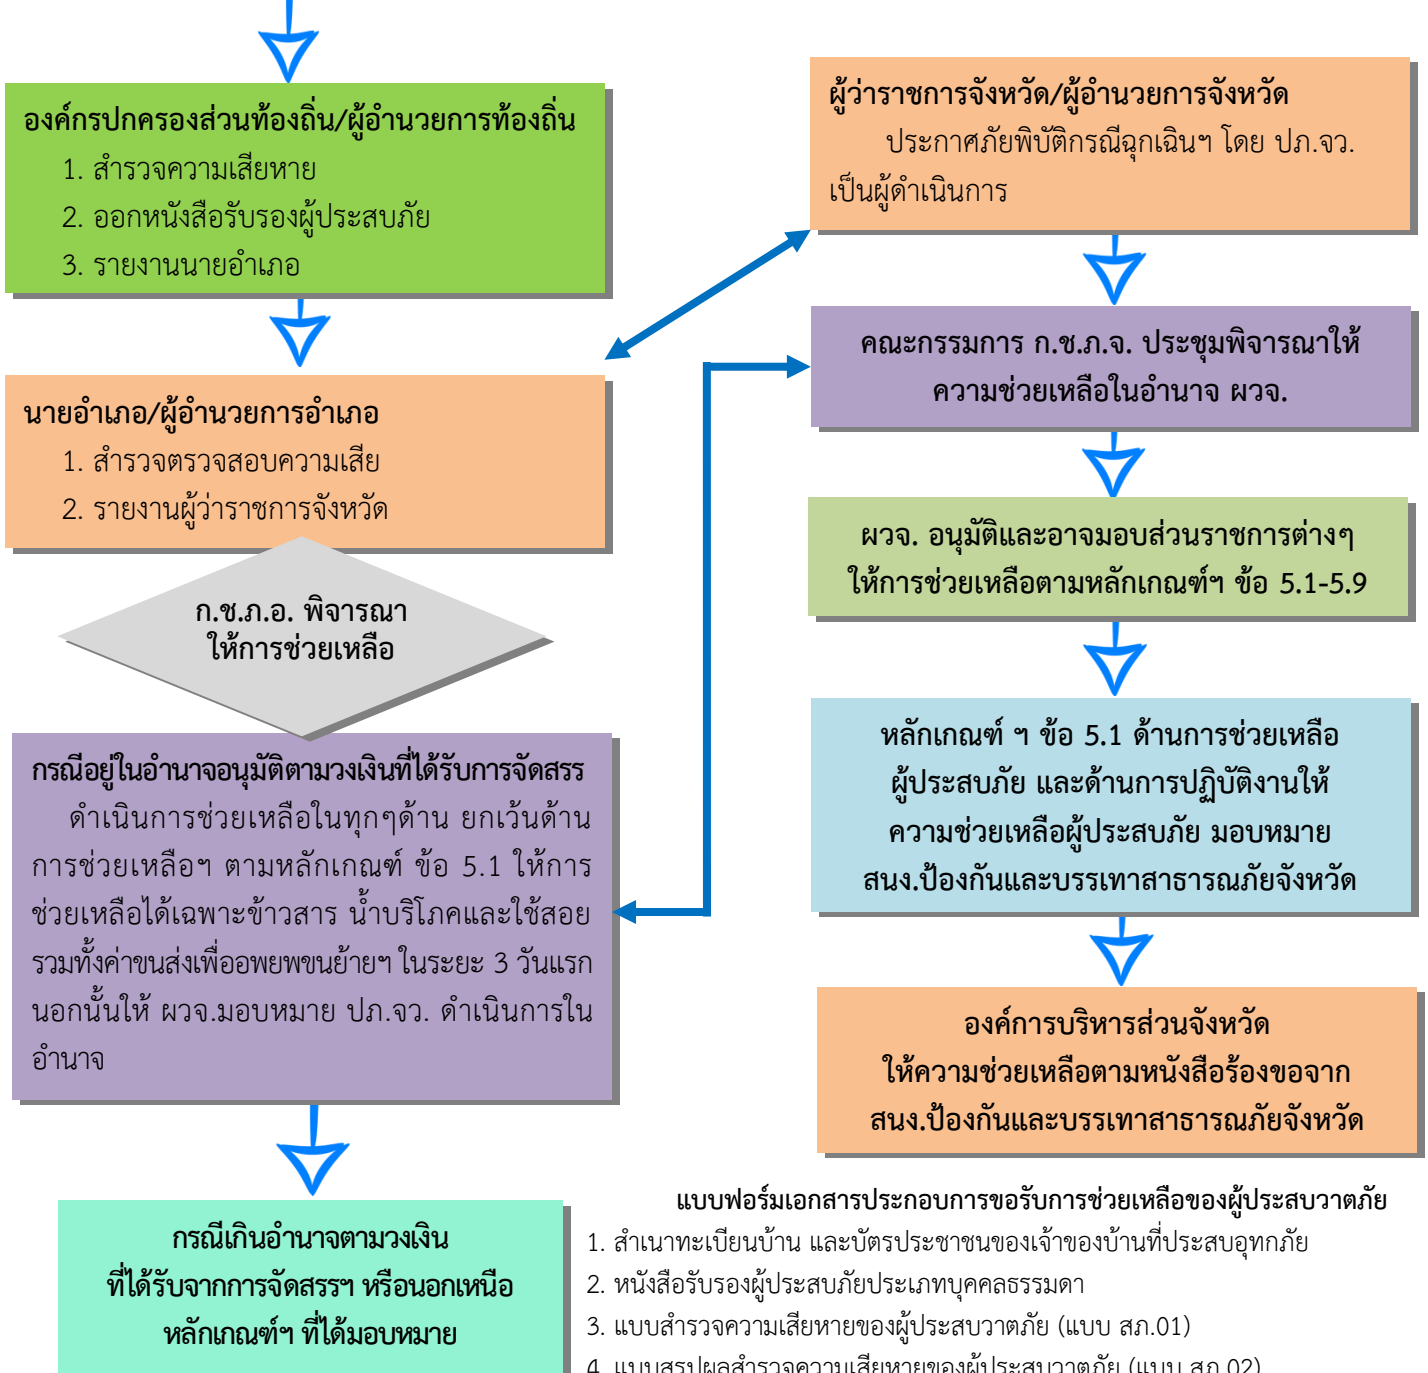 องค์กรปกครองส่วนท้องถิ่น/ผู้อำนวยการท้องถิ่น
1. สำรวจความเสียหาย
2. ออกหนังสือรับรองผู้ประสบภัย
3. รายงานนายอำเภอ
นายอำเภอ/ผู้อำนวยการอำเภอ
1. สำรวจตรวจสอบความเสีย
2. รายงานผู้ว่าราชการจังหวัด
ก.ช.ภ.อ. พิจารณา
ให้การช่วยเหลือ
กรณีอยู่ในอำนาจอนุมัติตามวงเงินที่ได้รับการจัดสรร
ดำเนินการช่วยเหลือในทุกๆด้าน ยกเว้นด้าน
การช่วยเหลือฯ ตามหลักเกณฑ์ ข้อ 5.1 ให้การ
ช่วยเหลือได้เฉพาะข้าวสาร น้ำบริโภคและใช้สอย
รวมทั้งค่าขนส่งเพื่ออพยพขนย้ายฯ ในระยะ 3 วันแรก
นอกนั้นให้ ผวจ.มอบหมาย ปภ.จว. ดำเนินการใน
อำนาจ
กรณีเกินอำนาจตามวงเงิน
ที่ได้รับจากการจัดสรรฯ หรือนอกเหนือ
หลักเกณฑ์ฯ ที่ได้มอบหมาย
ผู้ว่าราชการจังหวัด/ผู้อำนวยการจังหวัด
ประกาศภัยพิบัติกรณีฉุกเฉินฯ โดย ปภ.จว.
เป็นผู้ดำเนินการ
คณะกรรมการ ก.ช.ภ.จ. ประชุมพิจารณาให้
ความช่วยเหลือในอำนาจ ผวจ.
ผวจ. อนุมัติและอาจมอบส่วนราชการต่างๆ
ให้การช่วยเหลือตามหลักเกณฑ์ฯ ข้อ 5.1-5.9
หลักเกณฑ์ ฯ ข้อ 5.1 ด้านการช่วยเหลือ
ผู้ประสบภัย และด้านการปฏิบัติงานให้
ความช่วยเหลือผู้ประสบภัย มอบหมาย
สนง.ป้องกันและบรรเทาสาธารณภัยจังหวัด
องค์การบริหารส่วนจังหวัด
ให้ความช่วยเหลือตามหนังสือร้องขอจาก
สนง.ป้องกันและบรรเทาสาธารณภัยจังหวัด
แบบฟอร์มเอกสารประกอบการขอรับการช่วยเหลือของผู้ประสบวาตภัย
1. สำเนาทะเบียนบ้าน และบัตรประชาชนของเจ้าของบ้านที่ประสบอุทกภัย
2. หนังสือรับรองผู้ประสบภัยประเภทบุคคลธรรมดา
3. แบบสำรวจความเสียหายของผู้ประสบวาตภัย (แบบ สภ.01)
4. แบบสรุปผลสำรวจความเสียหายของผู้ประสบวาตภัย (แบบ สภ.02)